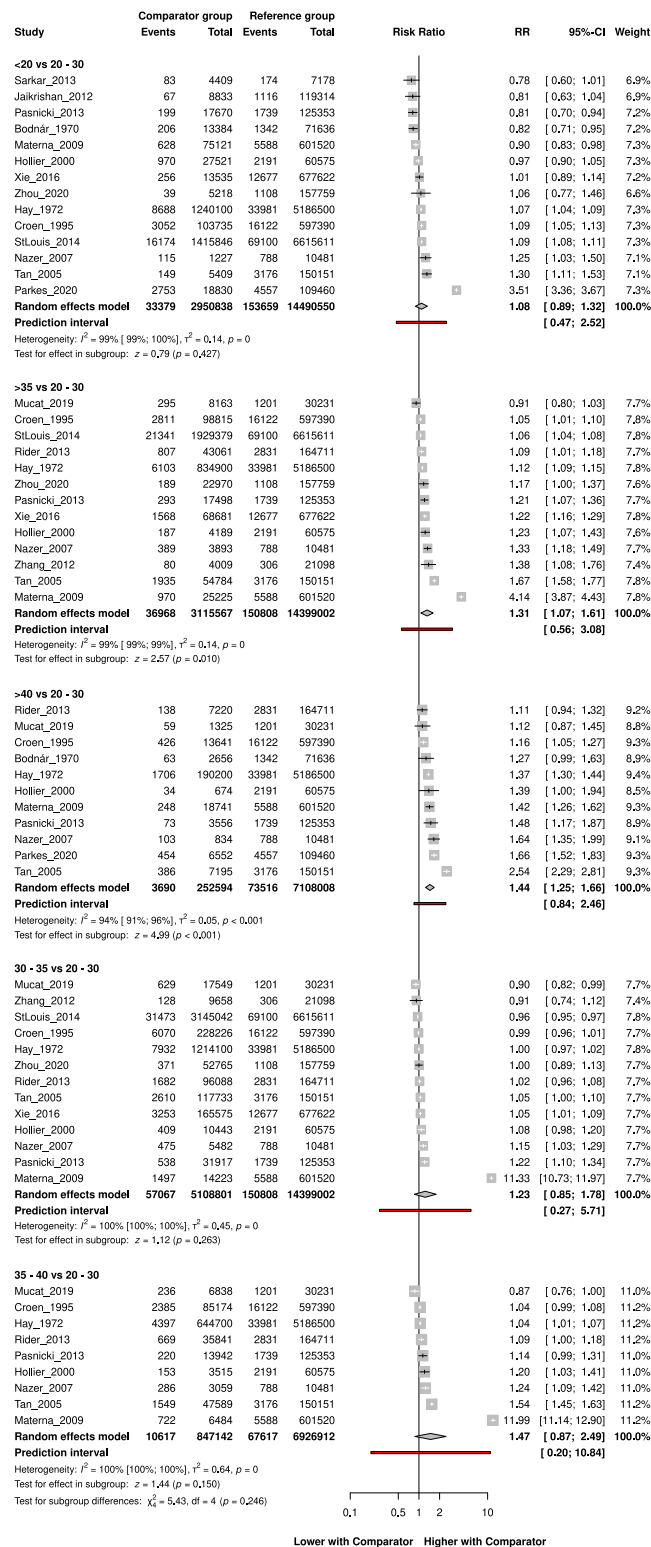 Comparator group Reference group
Study Events Total Events Total Risk Ratio RR 95%-CI Weight
<20 vs 20 - 30
Sarkar_2013 83 4409 174 7178 0.78 [ 0.60; 1.01] 6.9%
Jaikrishan_2012 67 8833 1116 119314 0.81 [ 0.63; 1.04] 6.9%
Pasnicki_2013 199 17670 1739 125353 0.81 [ 0.70; 0.94] 7.2%
Bodnár_1970 206 13384 1342 71636 0.82 [ 0.71; 0.95] 7.2%
Materna_2009 628 75121 5588 601520 0.90 [ 0.83; 0.98] 7.2%
Hollier_2000 970 27521 2191 60575 0.97 [ 0.90; 1.05] 7.3%
Xie_2016 256 13535 12677 677622 1.01 [ 0.89; 1.14] 7.2%
Zhou_2020 39 5218 1108 157759 1.06 [ 0.77; 1.46] 6.6%
Hay_1972 8688 1240100 33981 5186500 1.07 [ 1.04; 1.09] 7.3%
Croen_1995 3052 103735 16122 597390 1.09 [ 1.05; 1.13] 7.3%
StLouis_2014 16174 1415846 69100 6615611 1.09 [ 1.08; 1.11] 7.3%
Nazer_2007 115 1227 788 10481 1.25 [ 1.03; 1.50] 7.1%
Tan_2005 149 5409 3176 150151 1.30 [ 1.11; 1.53] 7.1%
Parkes_2020 2753 18830 4557 109460 3.51 [ 3.36; 3.67] 7.3%
Random effects model 33379 2950838 153659 14490550 1.08 [ 0.89; 1.32] 100.0%
Prediction interval [ 0.47; 2.52]
Heterogeneity: I² = 99% [ 99%; 100%], τ² = 0.14, p = 0
Test for effect in subgroup: z = 0.79 (p = 0.427)
>35 vs 20 - 30
Mucat_2019 295 8163 1201 30231 0.91 [ 0.80; 1.03] 7.7%
Croen_1995 2811 98815 16122 597390 1.05 [ 1.01; 1.10] 7.8%
StLouis_2014 21341 1929379 69100 6615611 1.06 [ 1.04; 1.08] 7.8%
Rider_2013 807 43061 2831 164711 1.09 [ 1.01; 1.18] 7.7%
Hay_1972 6103 834900 33981 5186500 1.12 [ 1.09; 1.15] 7.8%
Zhou_2020 189 22970 1108 157759 1.17 [ 1.00; 1.37] 7.6%
Pasnicki_2013 293 17498 1739 125353 1.21 [ 1.07; 1.36] 7.7%
Xie_2016 1568 68681 12677 677622 1.22 [ 1.16; 1.29] 7.8%
Hollier_2000 187 4189 2191 60575 1.23 [ 1.07; 1.43] 7.6%
Nazer_2007 389 3893 788 10481 1.33 [ 1.18; 1.49] 7.7%
Zhang_2012 80 4009 306 21098 1.38 [ 1.08; 1.76] 7.3%
Tan_2005 1935 54784 3176 150151 1.67 [ 1.58; 1.77] 7.8%
Materna_2009 970 25225 5588 601520 4.14 [ 3.87; 4.43] 7.8%
Random effects model 36968 3115567 150808 14399002 1.31 [ 1.07; 1.61] 100.0%
Prediction interval [ 0.56; 3.08]
Heterogeneity: I² = 99% [ 99%; 99%], τ² = 0.14, p = 0
Test for effect in subgroup: z = 2.57 (p = 0.010)
>40 vs 20 - 30
Rider_2013 138 7220 2831 164711 1.11 [ 0.94; 1.32] 9.2%
Mucat_2019 59 1325 1201 30231 1.12 [ 0.87; 1.45] 8.8%
Croen_1995 426 13641 16122 597390 1.16 [ 1.05; 1.27] 9.3%
Bodnár_1970 63 2656 1342 71636 1.27 [ 0.99; 1.63] 8.9%
Hay_1972 1706 190200 33981 5186500 1.37 [ 1.30; 1.44] 9.4%
Hollier_2000 34 674 2191 60575 1.39 [ 1.00; 1.94] 8.5%
Materna_2009 248 18741 5588 601520 1.42 [ 1.26; 1.62] 9.3%
Pasnicki_2013 73 3556 1739 125353 1.48 [ 1.17; 1.87] 8.9%
Nazer_2007 103 834 788 10481 1.64 [ 1.35; 1.99] 9.1%
Parkes_2020 454 6552 4557 109460 1.66 [ 1.52; 1.83] 9.3%
Tan_2005 386 7195 3176 150151 2.54 [ 2.29; 2.81] 9.3%
Random effects model 3690 252594 73516 7108008 1.44 [ 1.25; 1.66] 100.0%
Prediction interval [ 0.84; 2.46]
Heterogeneity: I² = 94% [ 91%; 96%], τ² = 0.05, p < 0.001
Test for effect in subgroup: z = 4.99 (p < 0.001)
30 - 35 vs 20 - 30
Mucat_2019 629 17549 1201 30231 0.90 [ 0.82; 0.99] 7.7%
Zhang_2012 128 9658 306 21098 0.91 [ 0.74; 1.12] 7.4%
StLouis_2014 31473 3145042 69100 6615611 0.96 [ 0.95; 0.97] 7.8%
Croen_1995 6070 228226 16122 597390 0.99 [ 0.96; 1.01] 7.8%
Hay_1972 7932 1214100 33981 5186500 1.00 [ 0.97; 1.02] 7.8%
Zhou_2020 371 52765 1108 157759 1.00 [ 0.89; 1.13] 7.6%
Rider_2013 1682 96088 2831 164711 1.02 [ 0.96; 1.08] 7.7%
Tan_2005 2610 117733 3176 150151 1.05 [ 1.00; 1.10] 7.7%
Xie_2016 3253 165575 12677 677622 1.05 [ 1.01; 1.09] 7.8%
Hollier_2000 409 10443 2191 60575 1.08 [ 0.98; 1.20] 7.7%
Nazer_2007 475 5482 788 10481 1.15 [ 1.03; 1.29] 7.7%
Pasnicki_2013 538 31917 1739 125353 1.22 [ 1.10; 1.34] 7.7%
Materna_2009 1497 14223 5588 601520 11.33 [10.73; 11.97] 7.7%
Random effects model 57067 5108801 150808 14399002 1.23 [ 0.85; 1.78] 100.0%
Prediction interval [ 0.27; 5.71]
Heterogeneity: I² = 100% [100%; 100%], τ² = 0.45, p = 0
Test for effect in subgroup: z = 1.12 (p = 0.263)
35 - 40 vs 20 - 30
Mucat_2019 236 6838 1201 30231 0.87 [ 0.76; 1.00] 11.0%
Croen_1995 2385 85174 16122 597390 1.04 [ 0.99; 1.08] 11.2%
Hay_1972 4397 644700 33981 5186500 1.04 [ 1.01; 1.07] 11.2%
Rider_2013 669 35841 2831 164711 1.09 [ 1.00; 1.18] 11.1%
Pasnicki_2013 220 13942 1739 125353 1.14 [ 0.99; 1.31] 11.0%
Hollier_2000 153 3515 2191 60575 1.20 [ 1.03; 1.41] 11.0%
Nazer_2007 286 3059 788 10481 1.24 [ 1.09; 1.42] 11.1%
Tan_2005 1549 47589 3176 150151 1.54 [ 1.45; 1.63] 11.2%
Materna_2009 722 6484 5588 601520 11.99 [11.14; 12.90] 11.2%
Random effects model 10617 847142 67617 6926912 1.47 [ 0.87; 2.49] 100.0%
Prediction interval [ 0.20; 10.84]
Heterogeneity: I² = 100% [100%; 100%], τ² = 0.64, p = 0
Test for effect in subgroup: z = 1.44 (p = 0.150)
Test for subgroup differences: χ²₄ = 5.43, df = 4 (p = 0.246)
0.1 0.5 1 2 10
Lower with Comparator Higher with Comparator